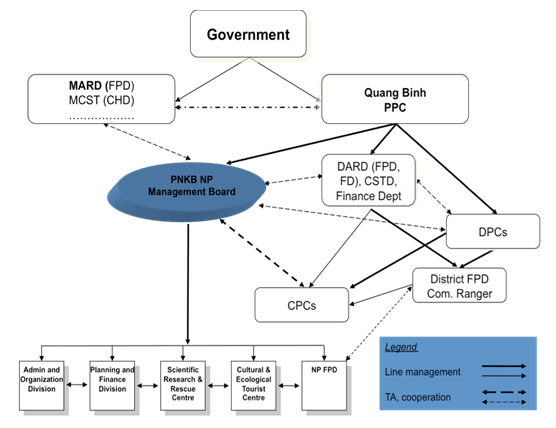 Government
MARD (FPD)
MCST (CHD)
………………..
Quang Binh
PPC
PNKB NP
Management Board
DARD (FPD,
FD), CSTD,
Finance Dept
DPCs
District FPD
Com. Ranger
CPCs
Admin and
Organization
Division
Planning and
Finance
Division
Scientific
Research &
Rescue
Centre
Cultural &
Ecological
Tourist
Centre
NP FPD
Legend
Line management
TA, cooperation